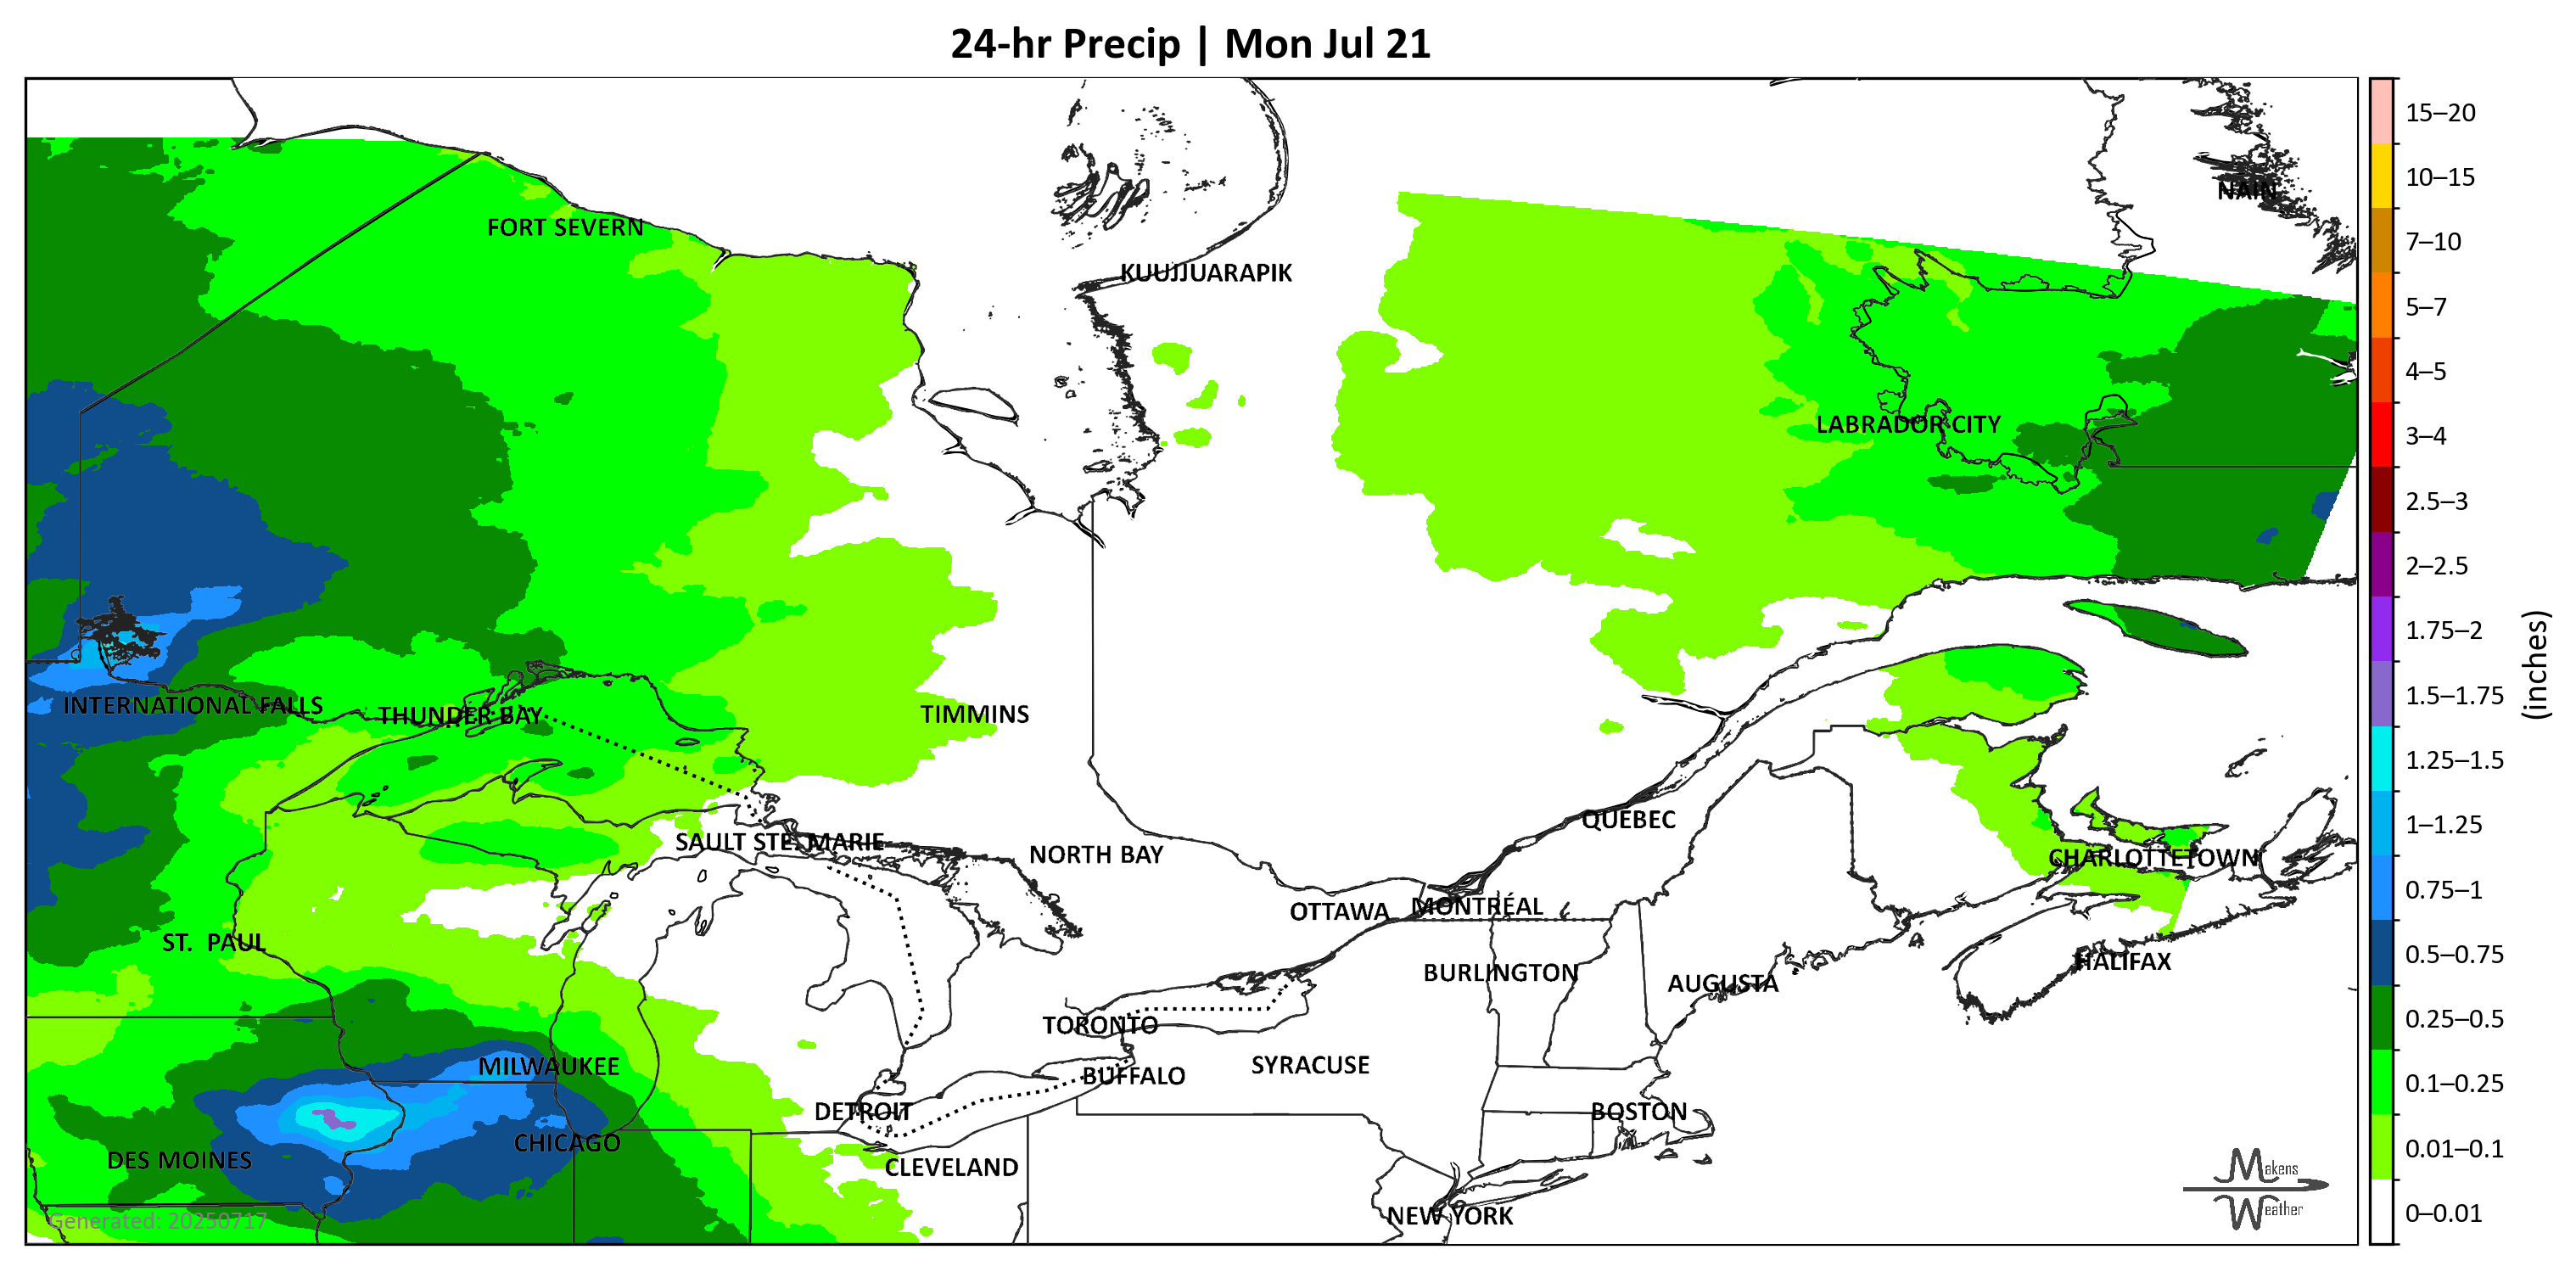 24-hr Precip | Mon Jul 21
15–20
10–15
7–10
5–7
4–5
3–4
2.5–3
2–2.5
1.75–2
1.5–1.75
1.25–1.5
1–1.25
0.75–1
0.5–0.75
0.25–0.5
0.1–0.25
0.01–0.1
0–0.01
(inches)
NAIN
FORT SEVERN
KUUJJUARAPIK
LABRADOR CITY
INTERNATIONAL FALLS
THUNDER BAY
TIMMINS
SAULT STE. MARIE
NORTH BAY
QUÉBEC
CHARLOTTETOWN
OTTAWA
MONTRÉAL
ST. PAUL
HALIFAX
BURLINGTON
AUGUSTA
TORONTO
MILWAUKEE
SYRACUSE
BUFFALO
DETROIT
BOSTON
CHICAGO
DES MOINES
CLEVELAND
NEW YORK
Generated: 20250717
Makens
Weather